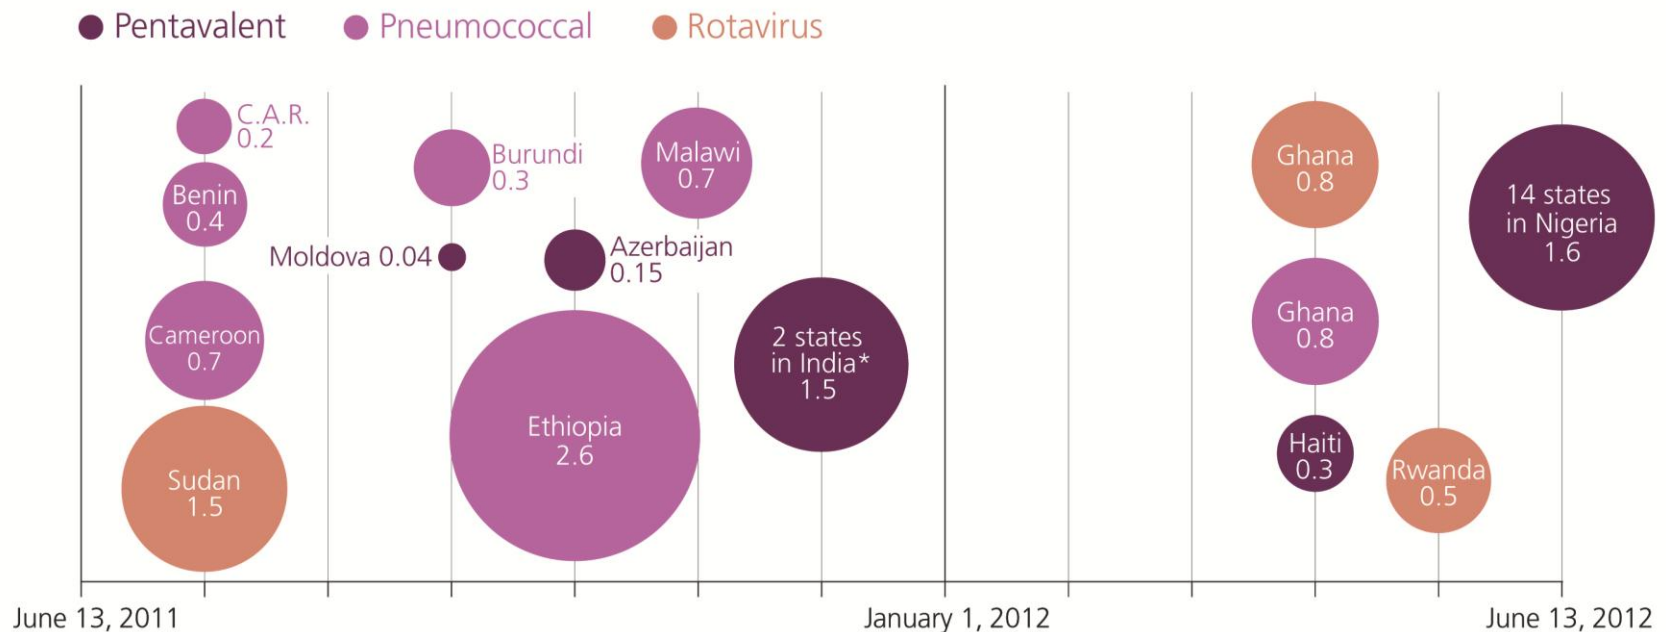 Pentavalent
Pneumococcal
Rotavirus
C.A.R.
0.2
Benin
0.4
Cameroon
0.7
Sudan
1.5
Burundi
0.3
Moldova 0.04
Azerbaijan
0.15
Ethiopia
2.6
Malawi
0.7
2 states
in India*
1.5
Ghana
0.8
Ghana
0.8
Haiti
0.3
Rwanda
0.5
14 states
in Nigeria
1.6
June 13, 2011
January 1, 2012
June 13, 2012